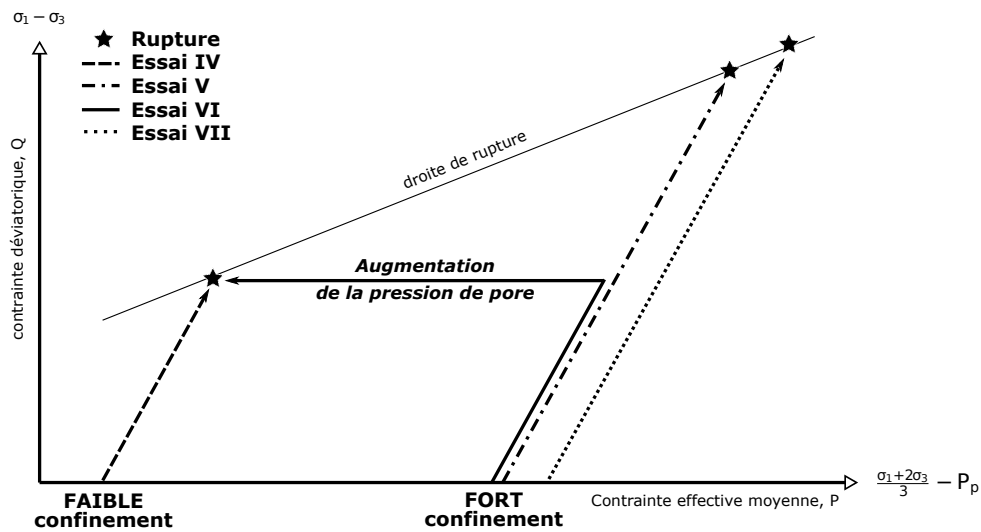 σ₁ − σ₃
Rupture
Essai IV
Essai V
Essai VI
Essai VII
contrainte déviatorique, Q
droite de rupture
Augmentation
de la pression de pore
FAIBLE
confinement
FORT
confinement
Contrainte effective moyenne, P
(σ₁+2σ₃)/3 − Pₚ